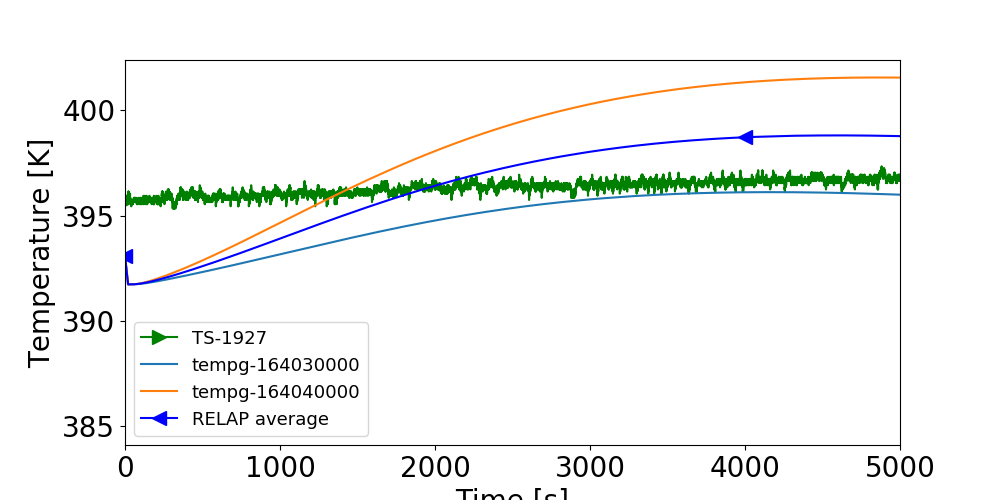 Temperature [K]
400
395
390
385
TS-1927
tempg-164030000
tempg-164040000
RELAP average
0 1000 2000 3000 4000 5000
Time [s]